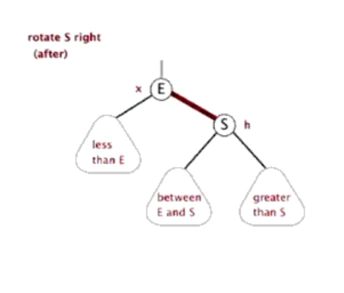 rotate S right
(after)
x E
S h
less
than E
between
E and S
greater
than S